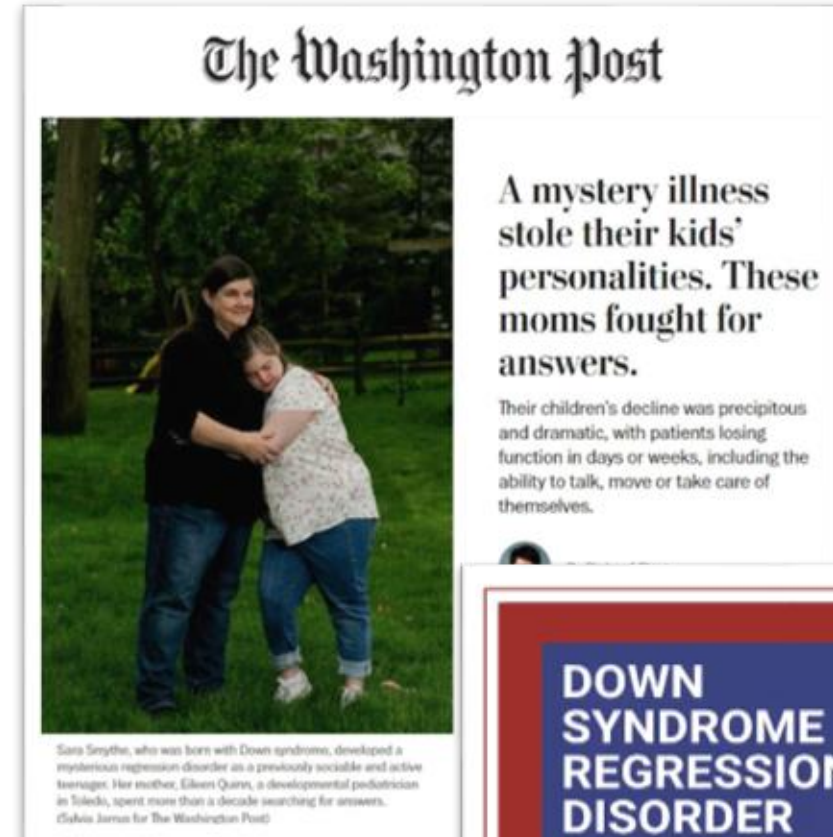 The Washington Post
A mystery illness
stole their kids'
personalities. These
moms fought for
answers.
Their children's decline was precipitous
and dramatic, with patients losing
function in days or weeks, including the
ability to talk, move or take care of
themselves.
Sara Smythe, who was born with Down syndrome, developed a
mysterious regression disorder as a previously sociable and active
teenager. Her mother, Eileen Quinn, a developmental pediatrician
in Toledo, spent more than a decade searching for answers.
(Sylvia Jarrus for The Washington Post)
DOWN
SYNDROME
REGRESSION
DISORDER